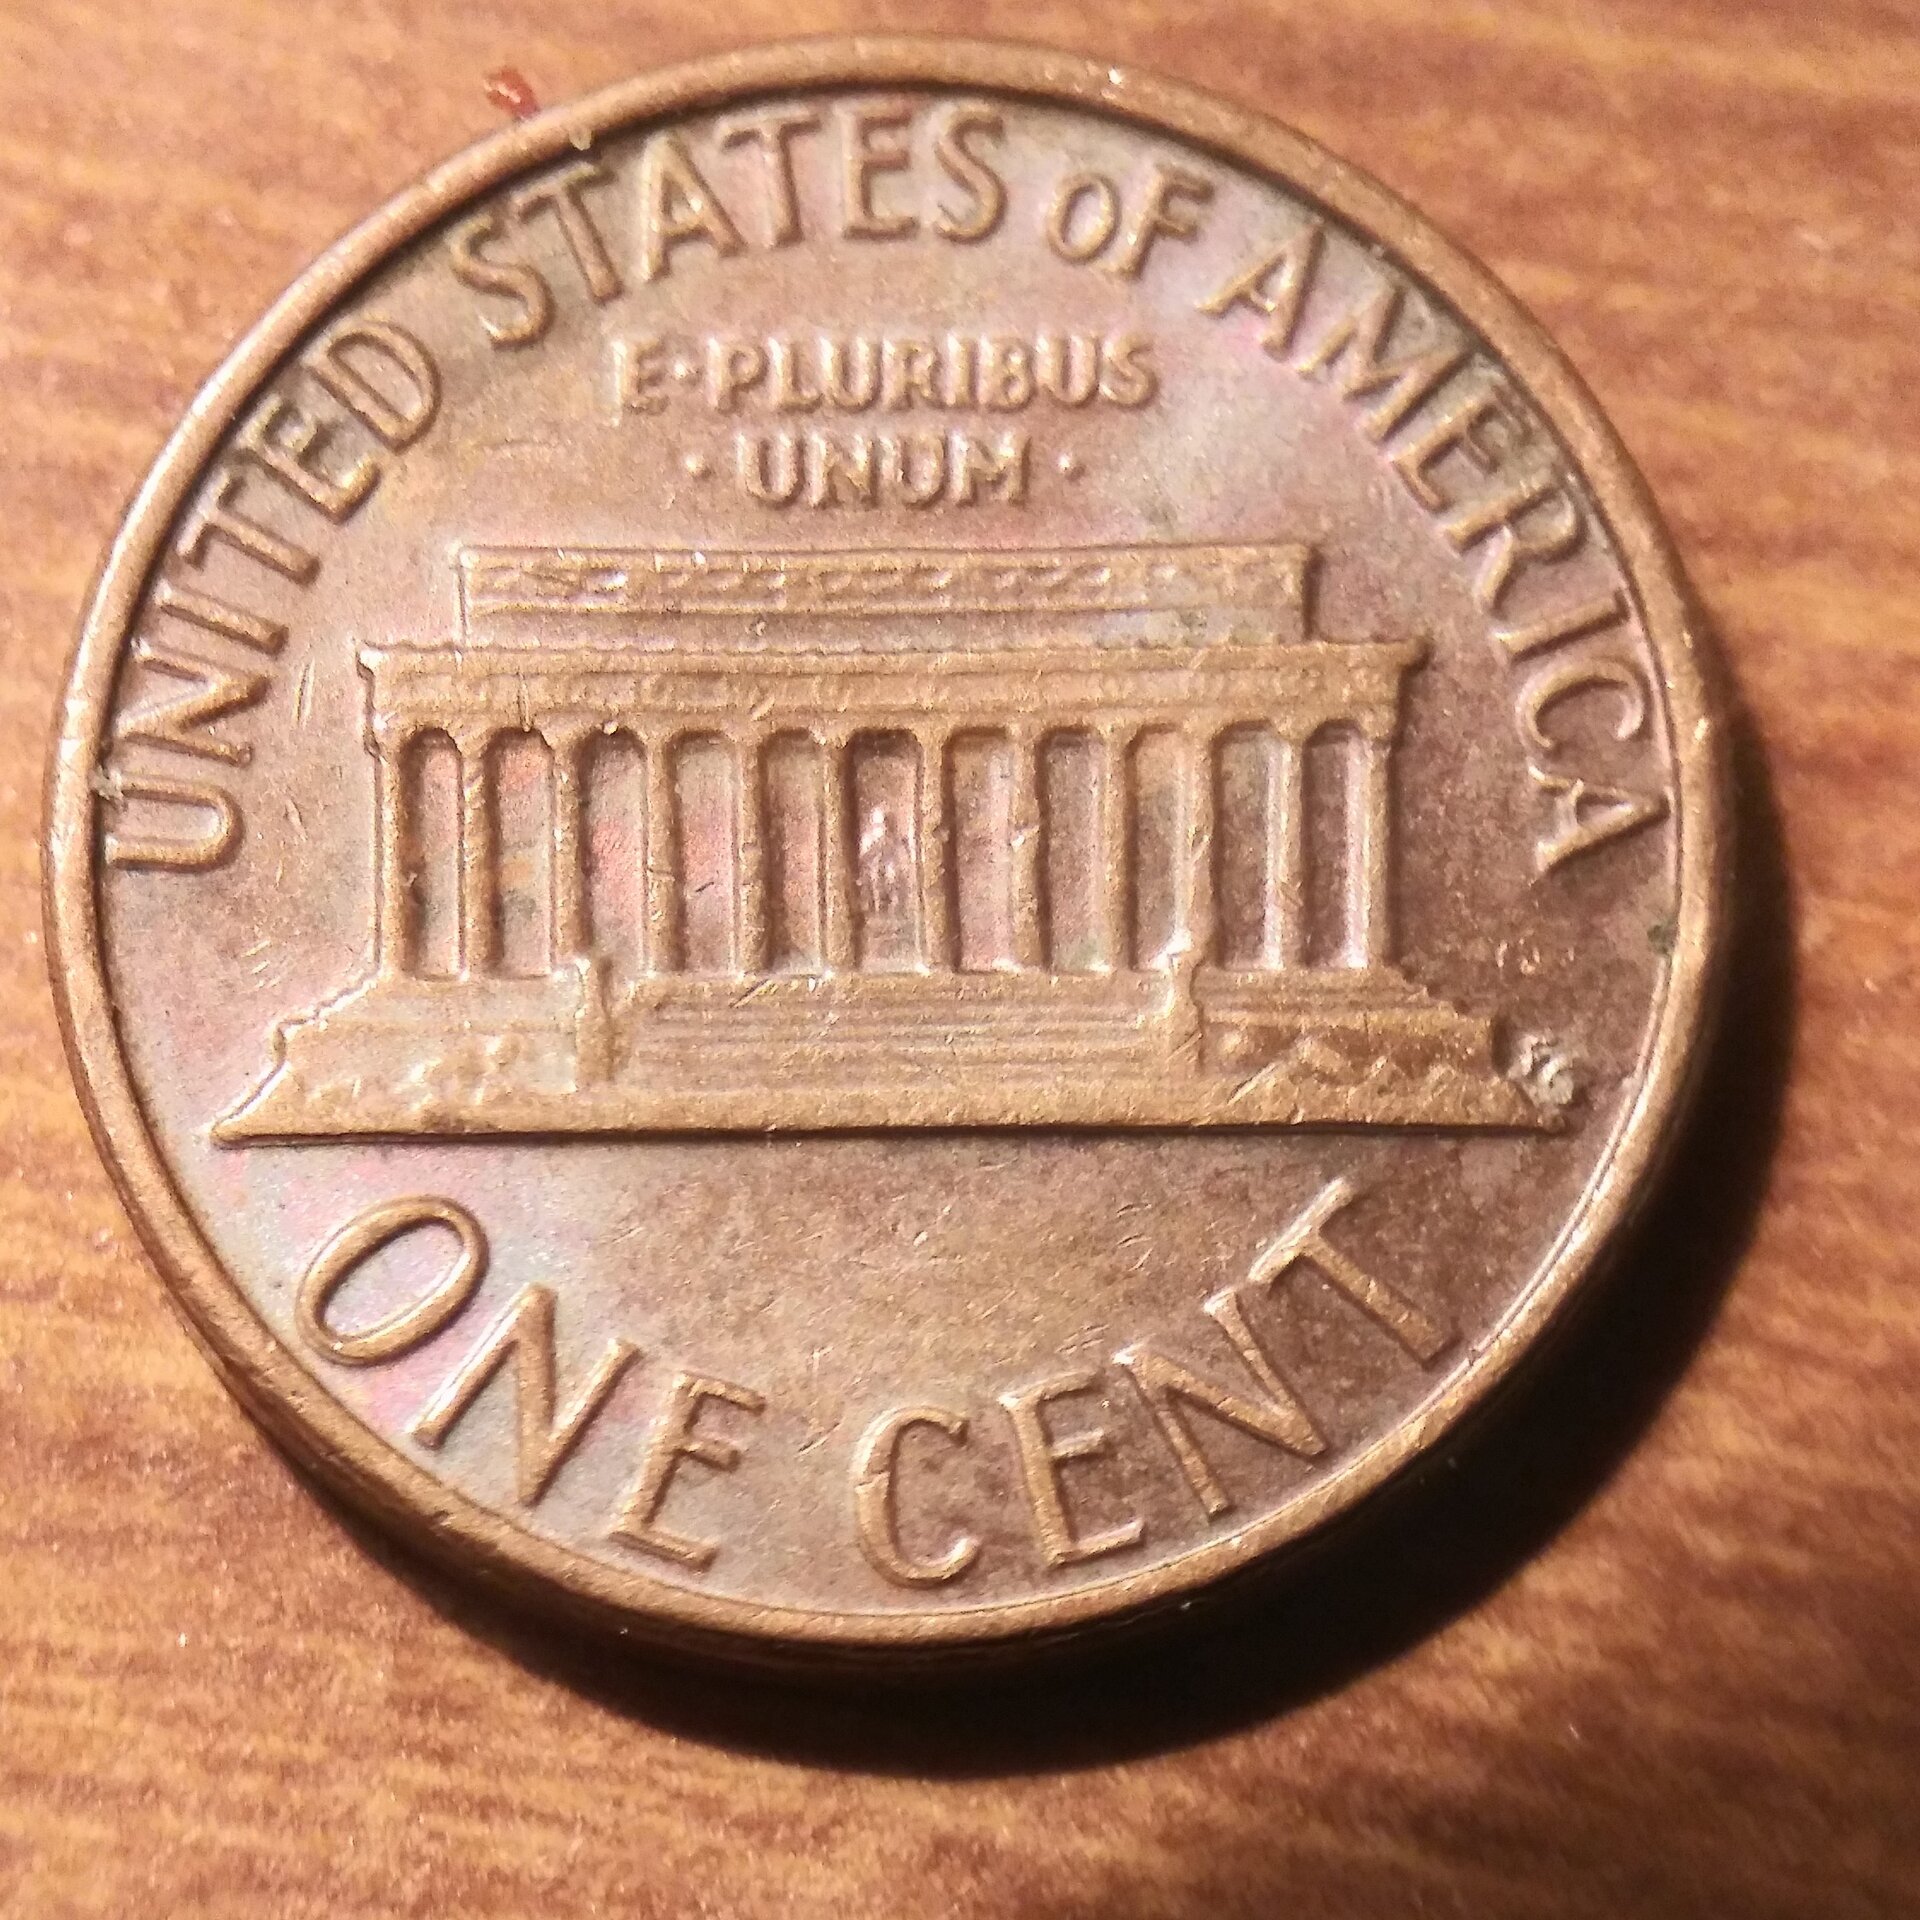 UNITED STATES OF AMERICA
E·PLURIBUS
·UNUM·
ONE CENT